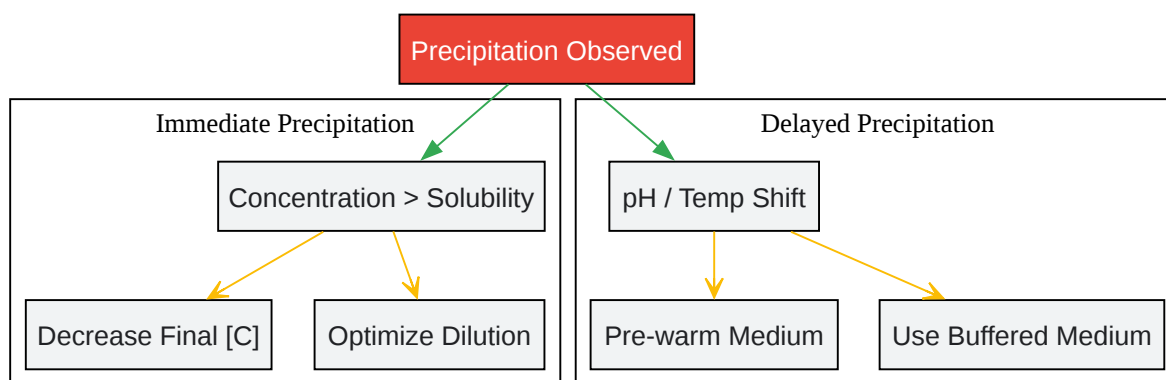 Precipitation Observed
Immediate Precipitation
Delayed Precipitation
Concentration > Solubility
pH / Temp Shift
Decrease Final [C]
Optimize Dilution
Pre-warm Medium
Use Buffered Medium